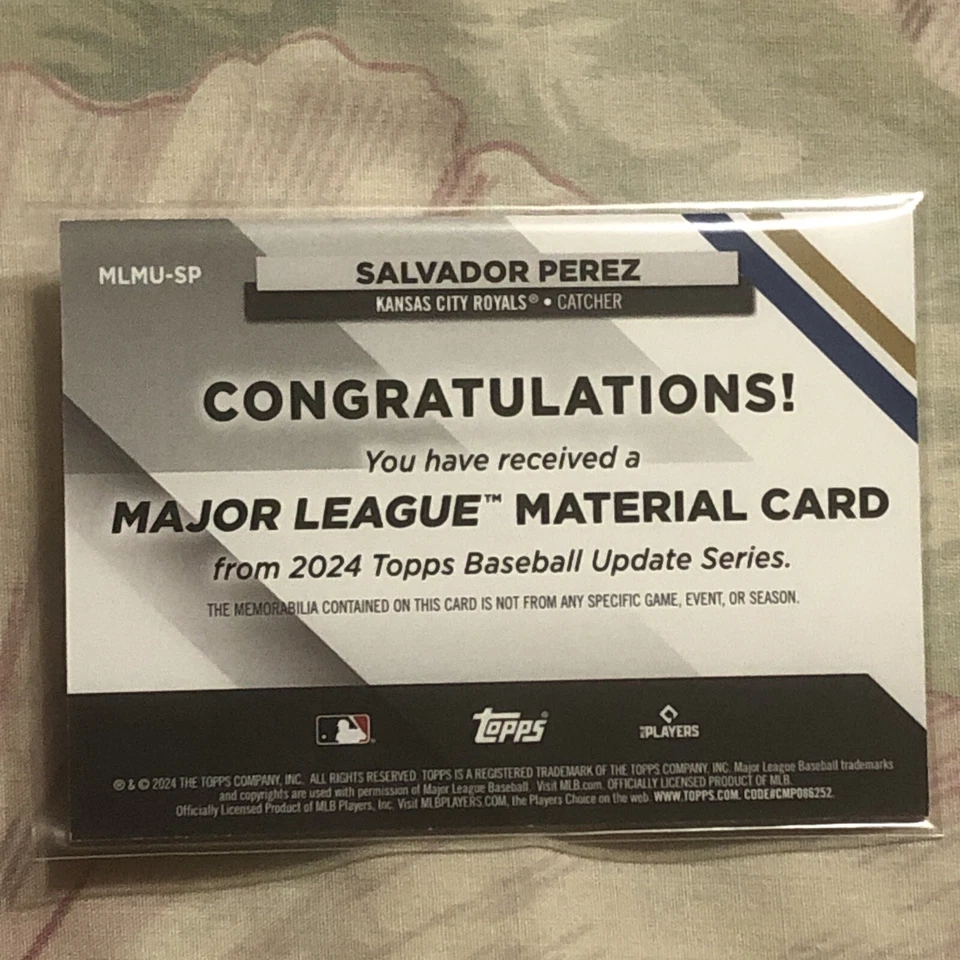 MLMU-SP
SALVADOR PEREZ
KANSAS CITY ROYALS® • CATCHER
CONGRATULATIONS!
You have received a
MAJOR LEAGUE™ MATERIAL CARD
from 2024 Topps Baseball Update Series.
THE MEMORABILIA CONTAINED ON THIS CARD IS NOT FROM ANY SPECIFIC GAME, EVENT, OR SEASON.
topps®
MLB PLAYERS
® & © 2024 THE TOPPS COMPANY, INC. ALL RIGHTS RESERVED. TOPPS IS A REGISTERED TRADEMARK OF THE TOPPS COMPANY, INC. Major League Baseball trademarks
and copyrights are used with permission of Major League Baseball. Visit MLB.com. OFFICIALLY LICENSED PRODUCT OF MLB.
Officially Licensed Product of MLB Players, Inc. Visit MLBPLAYERS.COM, the Players Choice on the web. WWW.TOPPS.COM. CODE#CMP086252